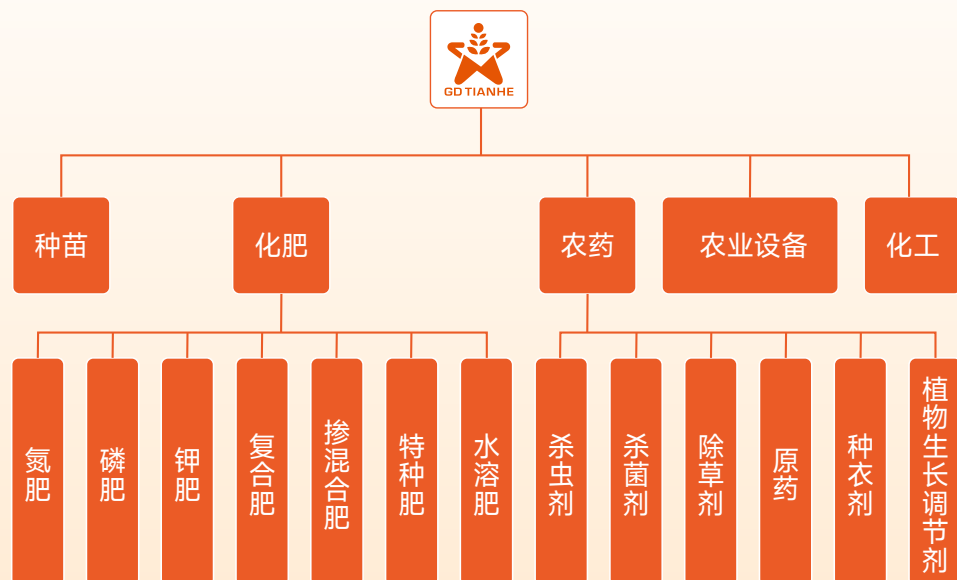 GD TIANHE
种苗
化肥
农药
农业设备
化工
氮肥
磷肥
钾肥
复合肥
掺混合肥
特种肥
水溶肥
杀虫剂
杀菌剂
除草剂
原药
种衣剂
植物生长调节剂